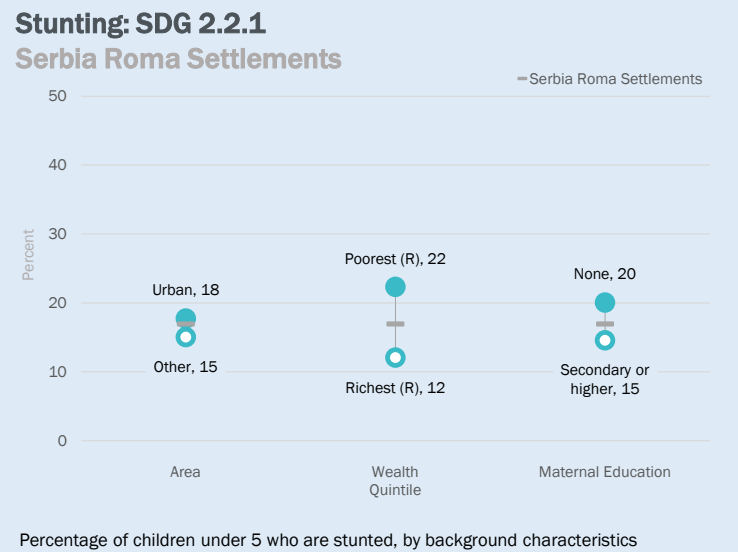 Stunting: SDG 2.2.1
Serbia Roma Settlements
Serbia Roma Settlements
50
40
30
20
10
0
Percent
Urban, 18
Other, 15
Poorest (R), 22
Richest (R), 12
None, 20
Secondary or
higher, 15
Area
Wealth
Quintile
Maternal Education
Percentage of children under 5 who are stunted, by background characteristics